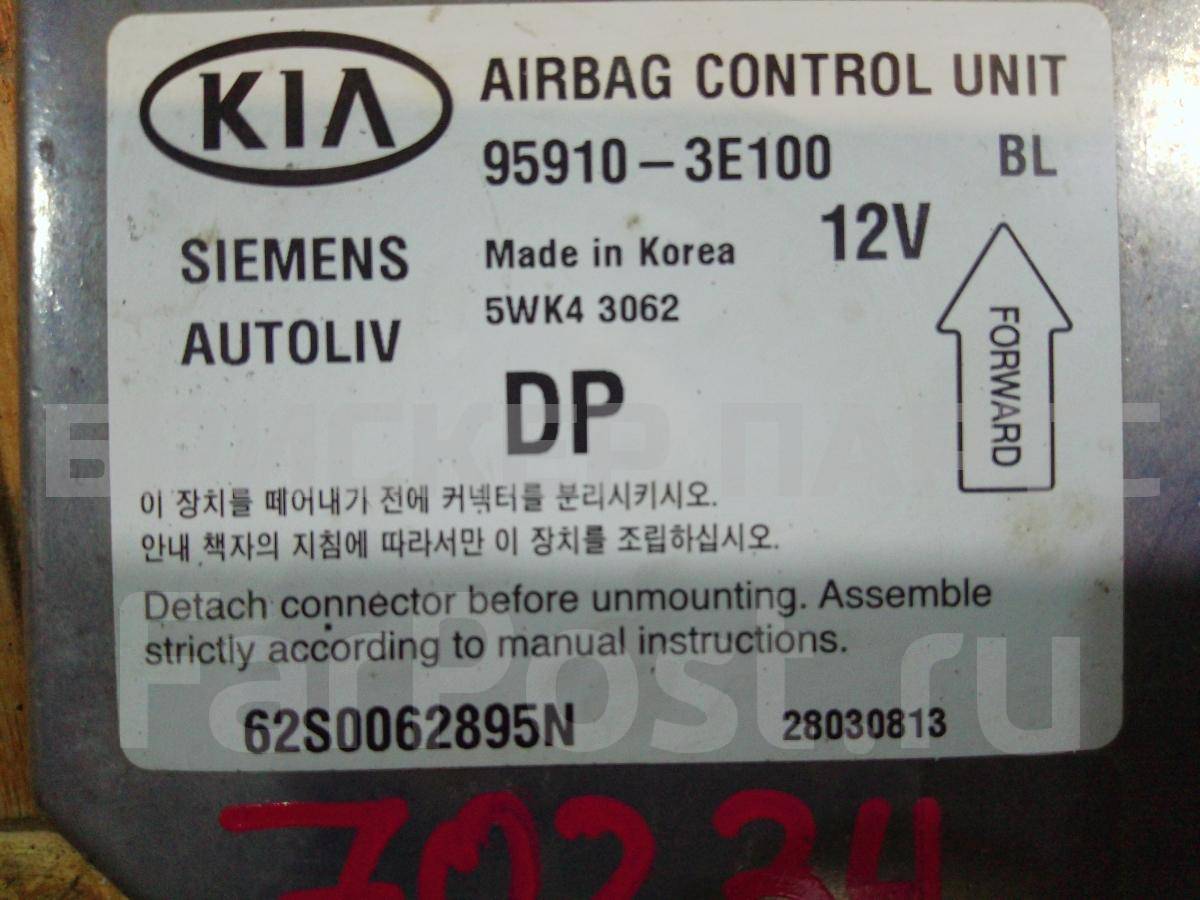 KIA
AIRBAG CONTROL UNIT
95910-3E100 BL
12V
SIEMENS
AUTOLIV
Made in Korea
5WK4 3062
DP
FORWARD
이 장치를 떼어내기 전에 커넥터를 분리시키시오.
안내 책자의 지침에 따라서만 이 장치를 조립하십시오.
Detach connector before unmounting. Assemble
strictly according to manual instructions.
62S0062895N 28030813
70234
FarPost.ru